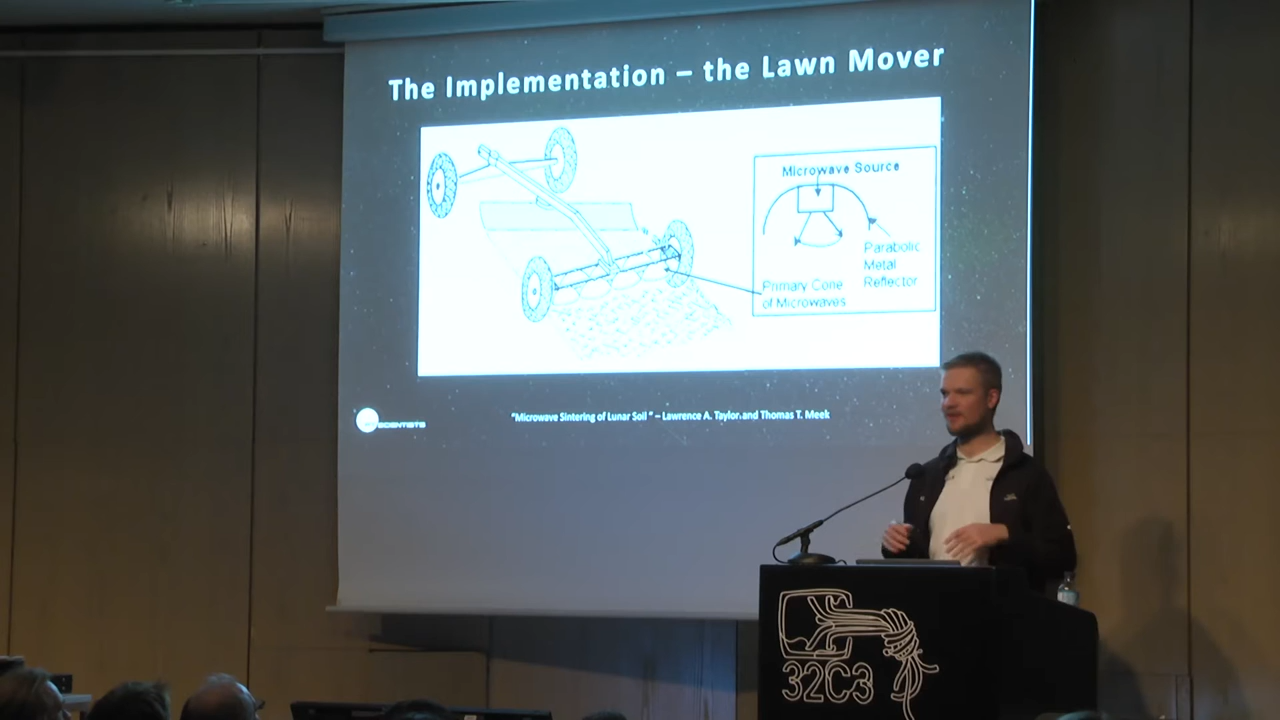 The Implementation – the Lawn Mover
Microwave Source
Parabolic
Metal
Reflector
Primary Cone
of Microwaves
SCIENTISTS
"Microwave Sintering of Lunar Soil " – Lawrence A. Taylor and Thomas T. Meek
32C3